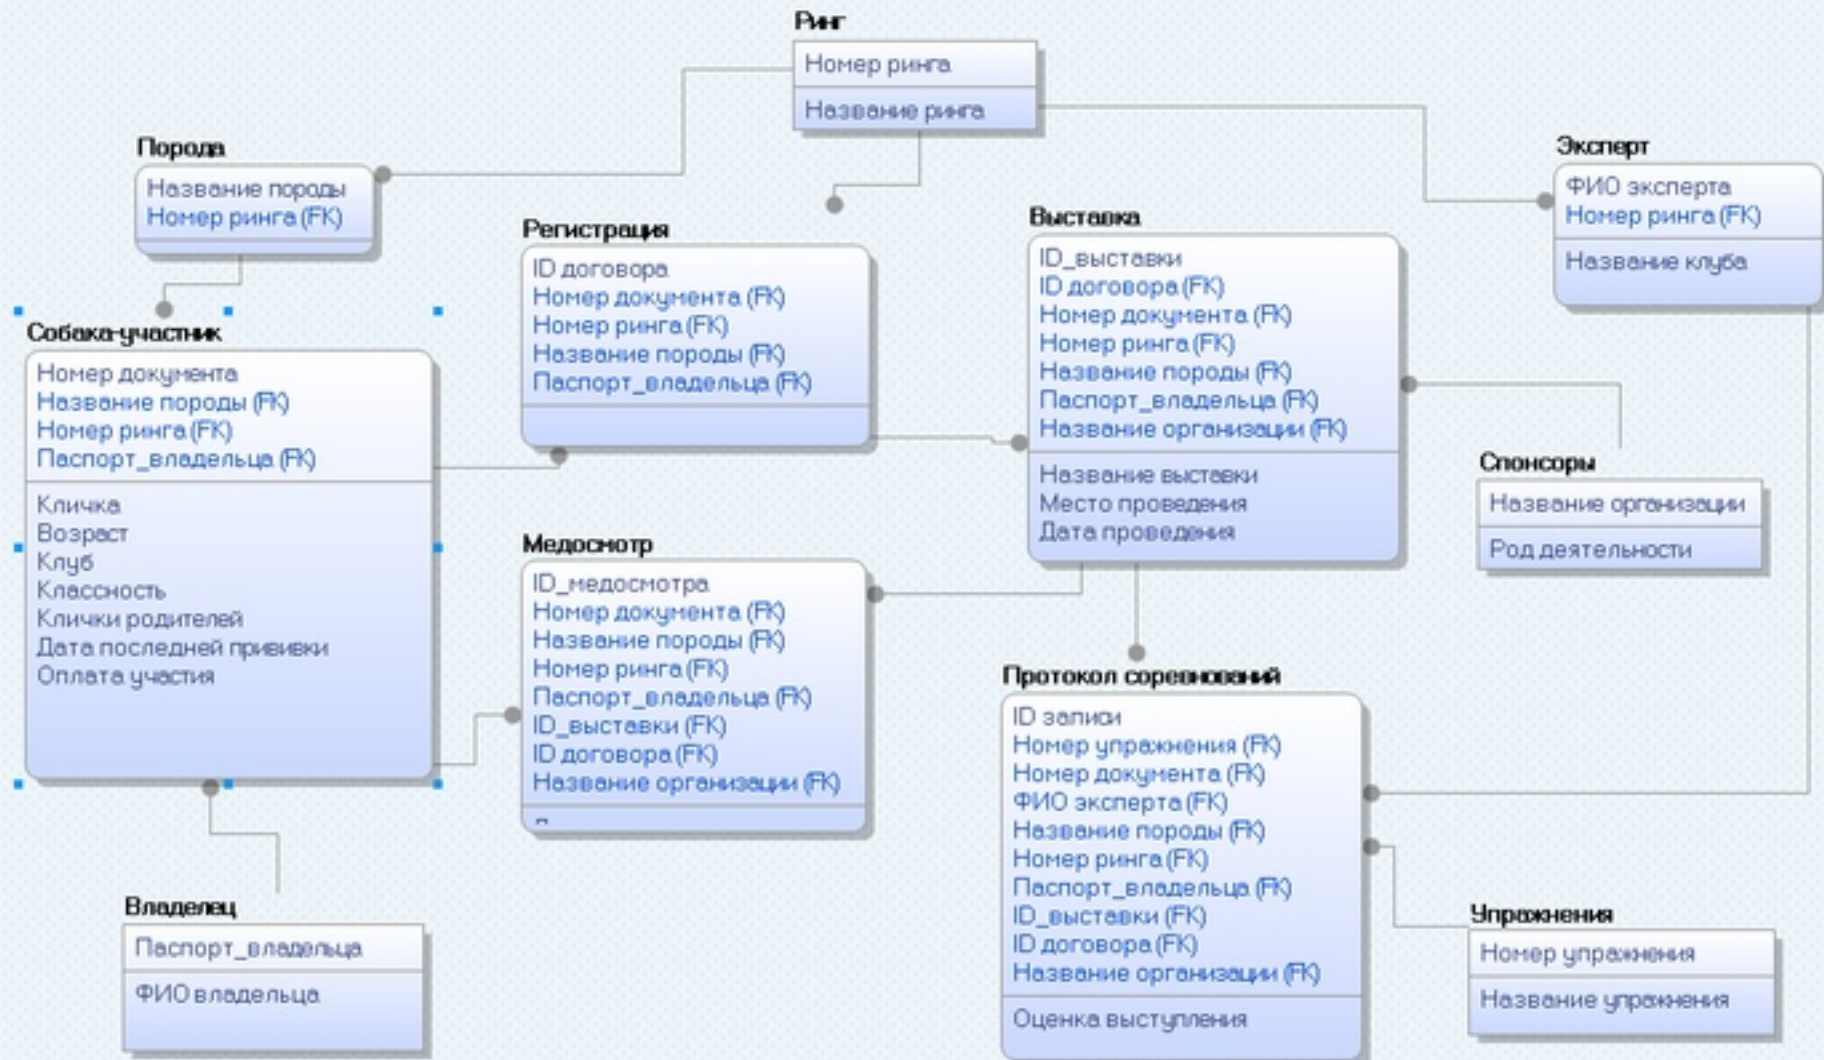 Ринг
Номер ринга
Название ринга
Порода
Название породы
Номер ринга (FK)
Эксперт
ФИО эксперта
Номер ринга (FK)
Название клуба
Регистрация
ID договора
Номер документа (FK)
Номер ринга (FK)
Название породы (FK)
Паспорт_владельца (FK)
Выставка
ID_выставки
ID договора (FK)
Номер документа (FK)
Номер ринга (FK)
Название породы (FK)
Паспорт_владельца (FK)
Название организации (FK)
Название выставки
Место проведения
Дата проведения
Собака-участник
Номер документа
Название породы (FK)
Номер ринга (FK)
Паспорт_владельца (FK)
Кличка
Возраст
Клуб
Классность
Клички родителей
Дата последней прививки
Оплата участия
Спонсоры
Название организации
Род деятельности
Медосмотр
ID_медосмотра
Номер документа (FK)
Название породы (FK)
Номер ринга (FK)
Паспорт_владельца (FK)
ID_выставки (FK)
ID договора (FK)
Название организации (FK)
Протокол соревнований
ID записи
Номер упражнения (FK)
Номер документа (FK)
ФИО эксперта (FK)
Название породы (FK)
Номер ринга (FK)
Паспорт_владельца (FK)
ID_выставки (FK)
ID договора (FK)
Название организации (FK)
Оценка выступления
Владелец
Паспорт_владельца
ФИО владельца
Упражнения
Номер упражнения
Название упражнения